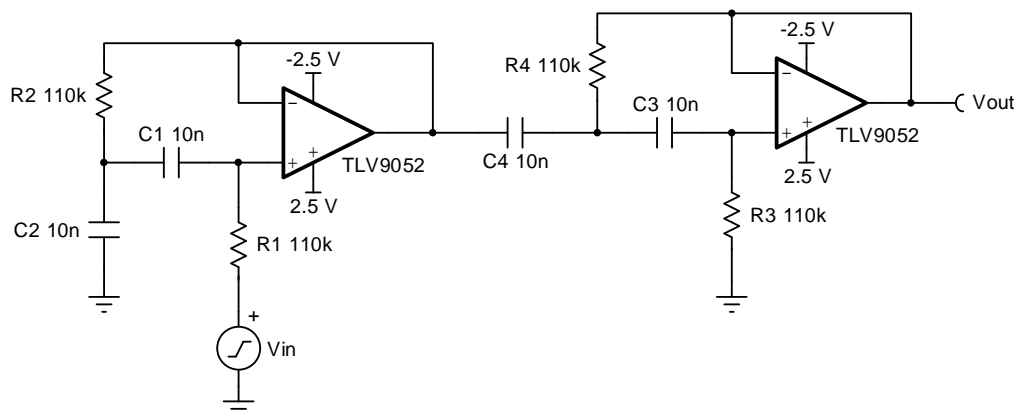 -2.5 V
-2.5 V
R4 110k
R2 110k
C3 10n
Vout
C1 10n
TLV9052
TLV9052
C4 10n
2.5 V
2.5 V
R3 110k
C2 10n
R1 110k
+
Vin